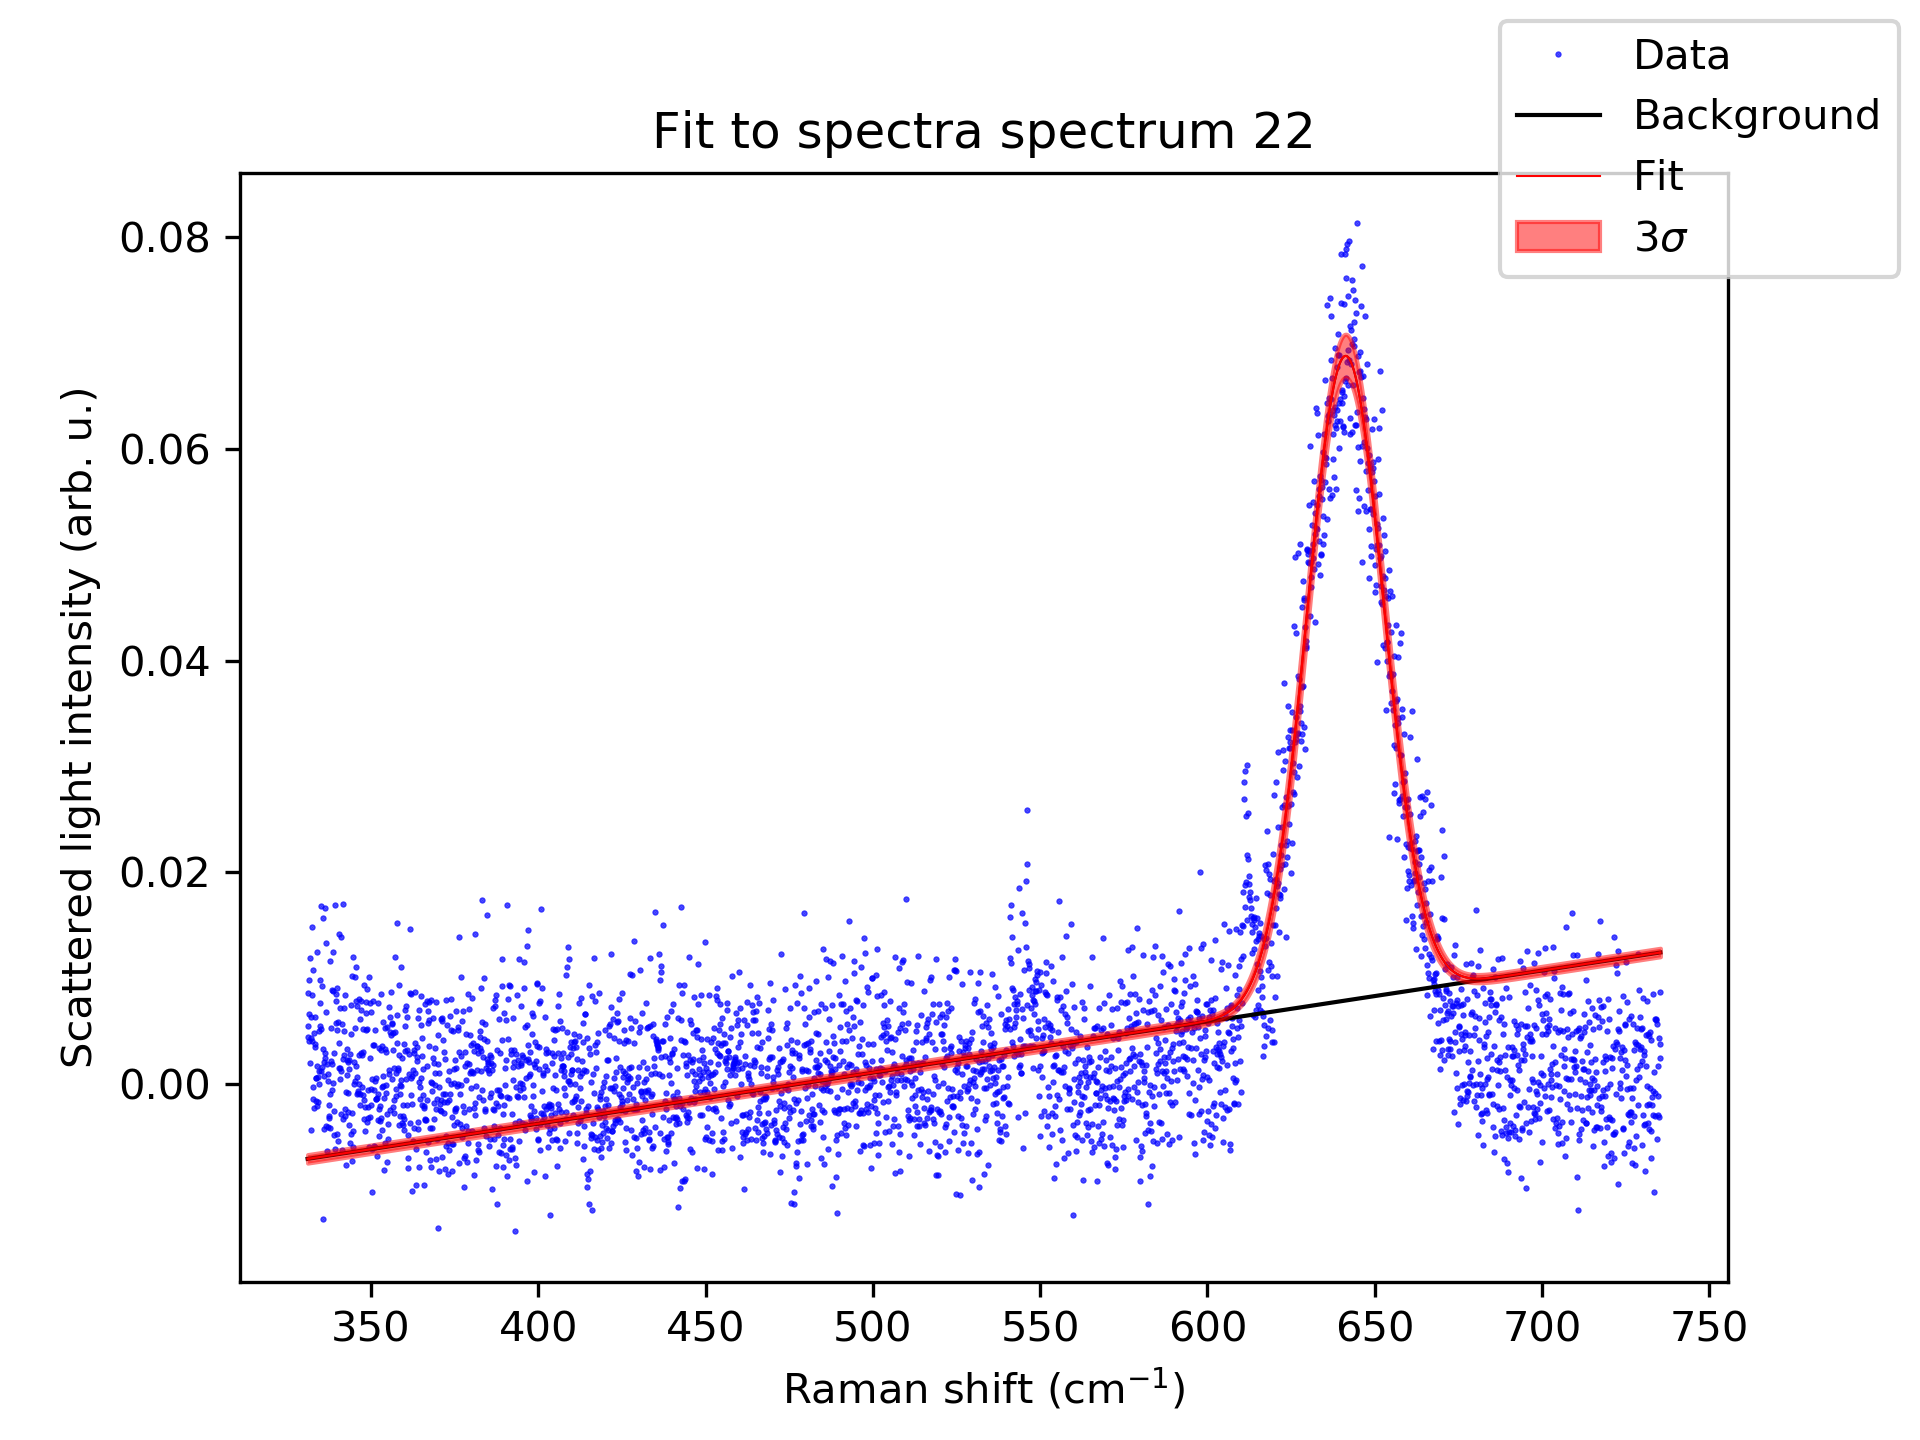 Data
Background
Fit
3σ
Fit to spectra spectrum 22
0.08
0.06
0.04
0.02
0.00
Scattered light intensity (arb. u.)
350 400 450 500 550 600 650 700 750
Raman shift (cm⁻¹)